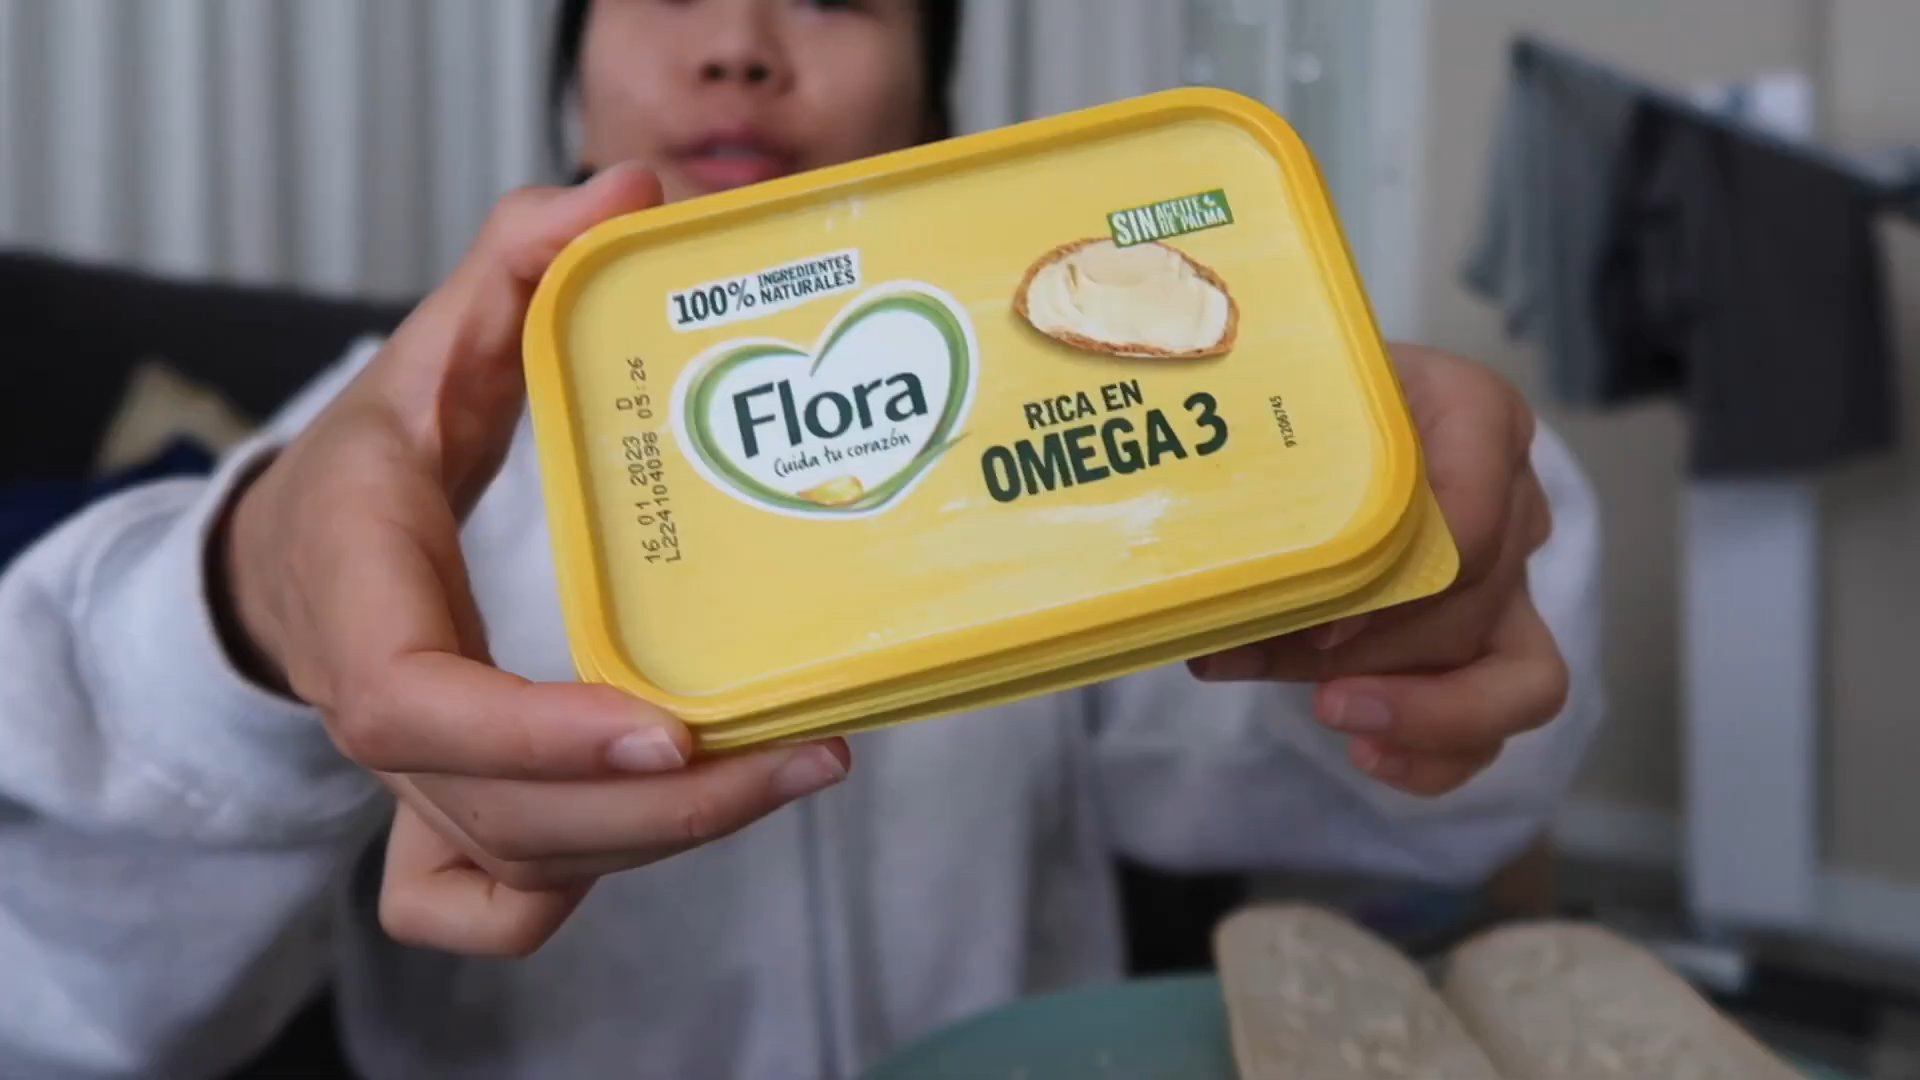 100% INGREDIENTES
NATURALES
Flora
Cuida tu corazón
SIN ACEITE
DE PALMA
RICA EN
OMEGA 3
16 01 2023 D
L224104098 05:26
91206745